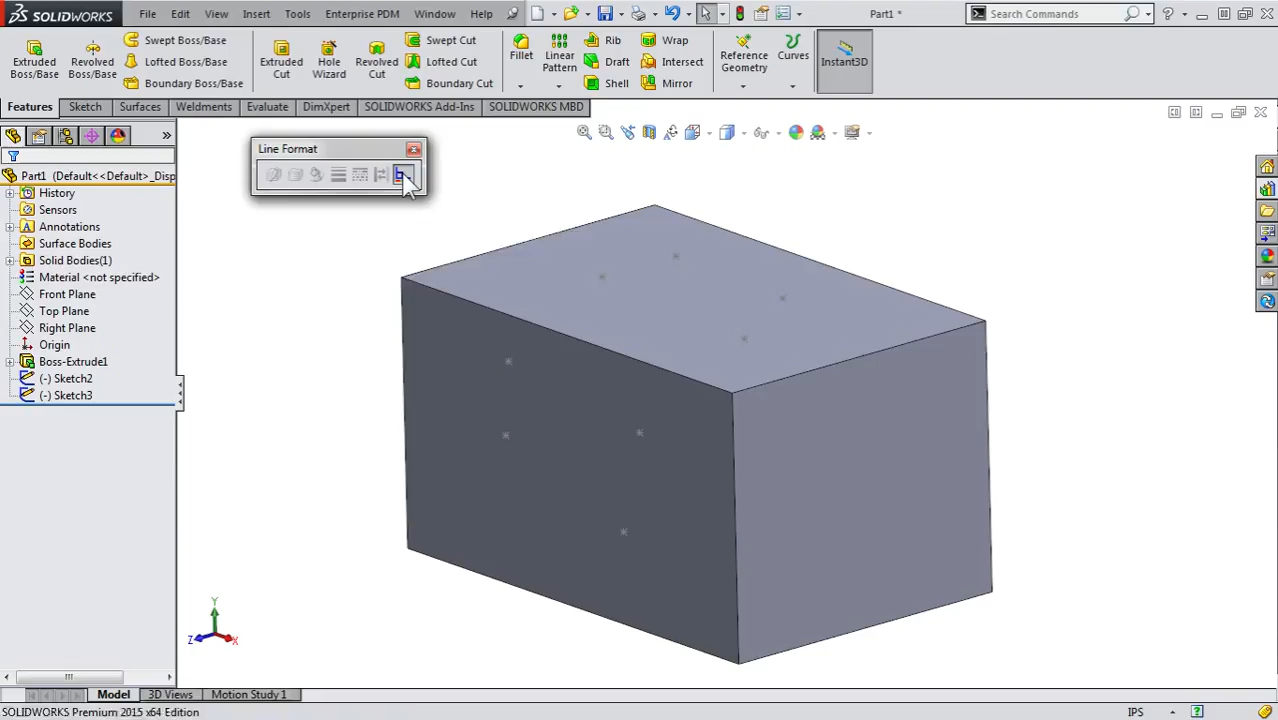 SOLIDWORKS File Edit View Insert Tools Enterprise PDM Window Help Part1 * Search Commands
Extruded Boss/Base
Revolved Boss/Base
Swept Boss/Base
Lofted Boss/Base
Boundary Boss/Base
Extruded Cut
Hole Wizard
Revolved Cut
Swept Cut
Lofted Cut
Boundary Cut
Fillet
Linear Pattern
Rib
Draft
Shell
Wrap
Intersect
Mirror
Reference Geometry
Curves
Instant3D
Features Sketch Surfaces Weldments Evaluate DimXpert SOLIDWORKS Add-Ins SOLIDWORKS MBD
Line Format
Part1 (Default<<Default>_Disp
History
Sensors
Annotations
Surface Bodies
Solid Bodies(1)
Material <not specified>
Front Plane
Top Plane
Right Plane
Origin
Boss-Extrude1
(-) Sketch2
(-) Sketch3
Y
Z X
Model 3D Views Motion Study 1
SOLIDWORKS Premium 2015 x64 Edition IPS